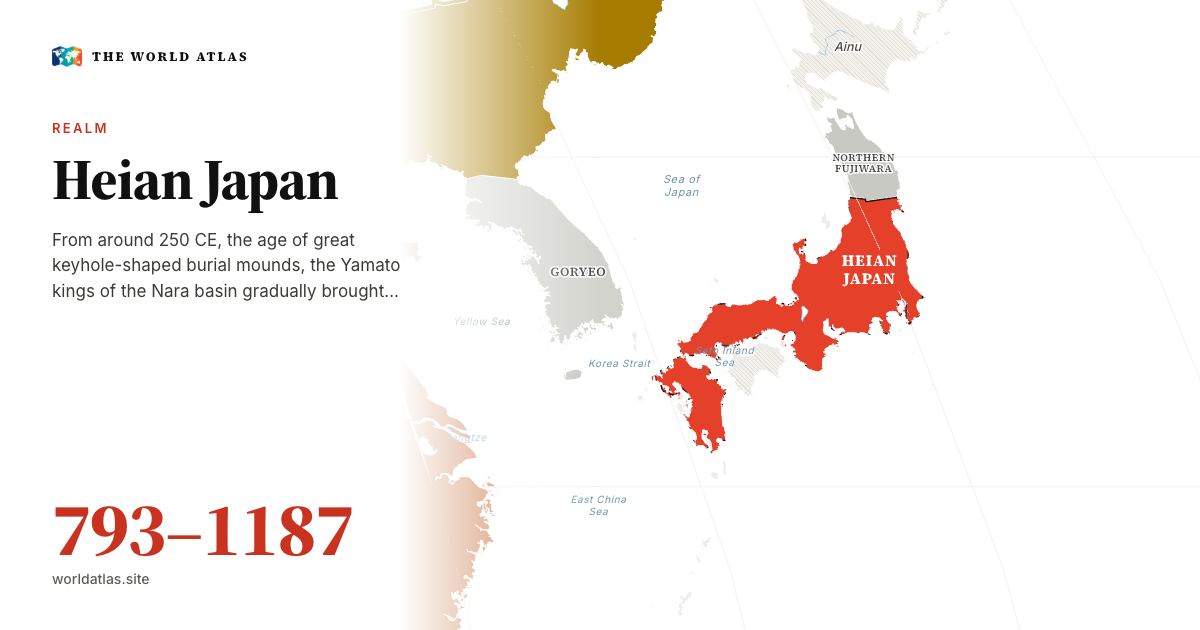 THE WORLD ATLAS
REALM
Heian Japan
From around 250 CE, the age of great
keyhole-shaped burial mounds, the Yamato
kings of the Nara basin gradually brought...
793–1187
worldatlas.site
Ainu
NORTHERN
FUJIWARA
Sea of
Japan
HEIAN
JAPAN
GORYEO
Yellow Sea
Korea Strait
Seto Inland
Sea
East China
Sea